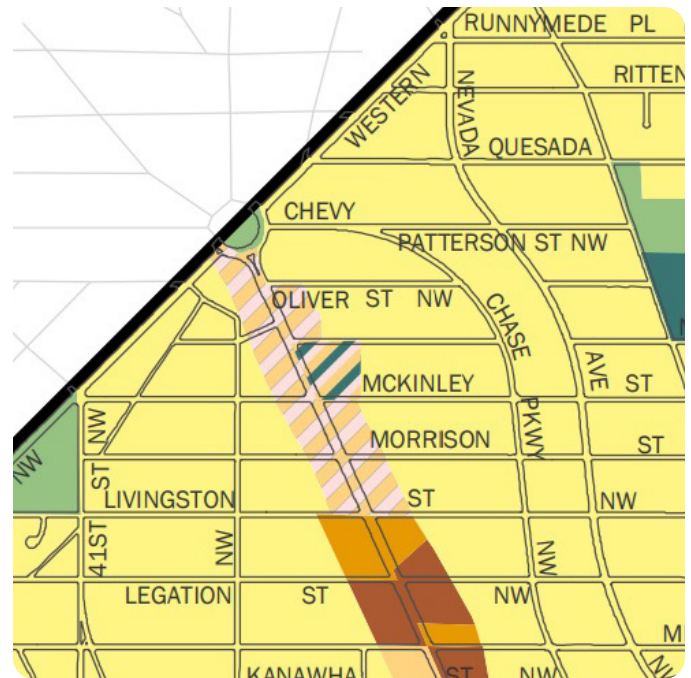 RUNNYMEDE PL
RITTEN
WESTERN
NEVADA
QUESADA
CHEVY
PATTERSON ST NW
OLIVER ST NW
CHASE
MCKINLEY
AVE ST
PKWY
NW
MORRISON
ST
NW
ST
LIVINGSTON
ST
NW
41ST
NW
NW
LEGATION
ST
NW
M
KANAWHA
ST
NW
NW